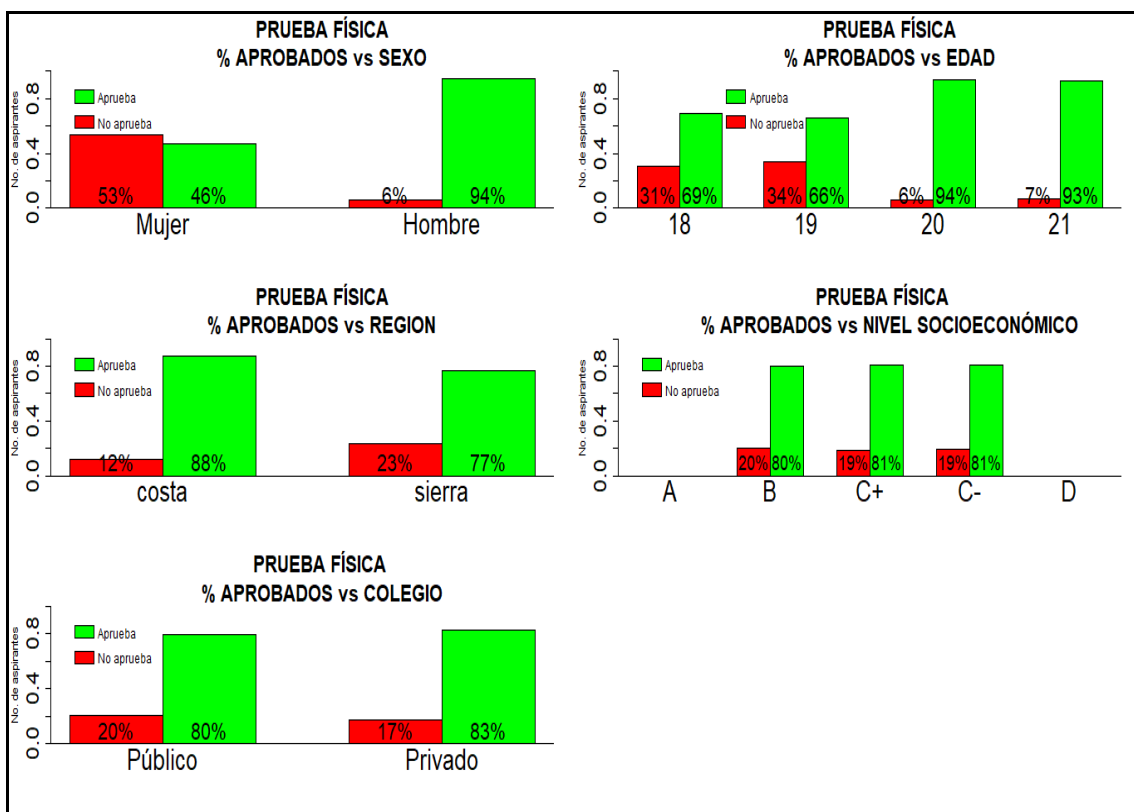 PRUEBA FÍSICA
% APROBADOS vs SEXO
No. de aspirantes
0.0 0.4 0.8
Aprueba
No aprueba
53% 46% 6% 94%
Mujer Hombre
PRUEBA FÍSICA
% APROBADOS vs EDAD
No. de aspirantes
0.0 0.4 0.8
Aprueba
No aprueba
31% 69% 34% 66% 6% 94% 7% 93%
18 19 20 21
PRUEBA FÍSICA
% APROBADOS vs REGION
No. de aspirantes
0.0 0.4 0.8
Aprueba
No aprueba
12% 88% 23% 77%
costa sierra
PRUEBA FÍSICA
% APROBADOS vs NIVEL SOCIOECONÓMICO
No. de aspirantes
0.0 0.4 0.8
Aprueba
No aprueba
20% 80% 19% 81% 19% 81%
A B C+ C- D
PRUEBA FÍSICA
% APROBADOS vs COLEGIO
No. de aspirantes
0.0 0.4 0.8
Aprueba
No aprueba
20% 80% 17% 83%
Público Privado